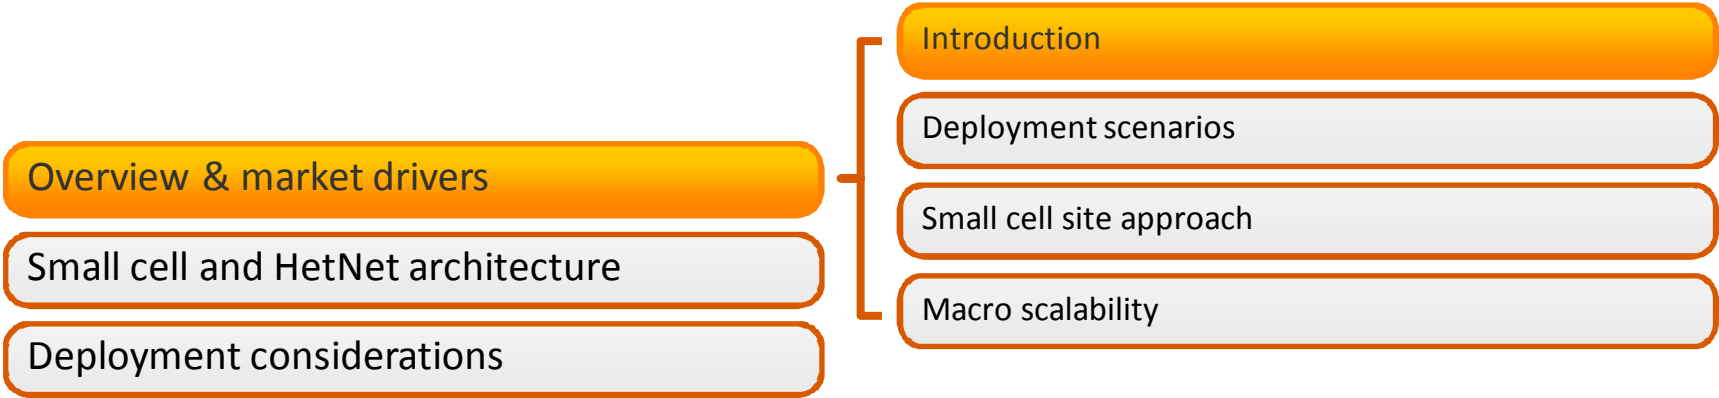 Overview & market drivers
Small cell and HetNet architecture
Deployment considerations
Introduction
Deployment scenarios
Small cell site approach
Macro scalability